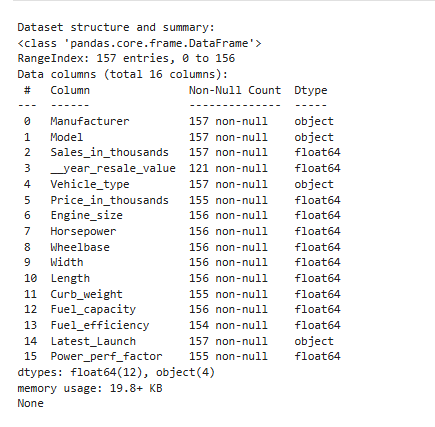 Dataset structure and summary:
<class 'pandas.core.frame.DataFrame'>
RangeIndex: 157 entries, 0 to 156
Data columns (total 16 columns):
 #   Column               Non-Null Count  Dtype
---  ------               --------------  -----
 0   Manufacturer         157 non-null    object
 1   Model                157 non-null    object
 2   Sales_in_thousands   157 non-null    float64
 3   __year_resale_value  121 non-null    float64
 4   Vehicle_type         157 non-null    object
 5   Price_in_thousands   155 non-null    float64
 6   Engine_size          156 non-null    float64
 7   Horsepower           156 non-null    float64
 8   Wheelbase            156 non-null    float64
 9   Width                156 non-null    float64
 10  Length               156 non-null    float64
 11  Curb_weight          155 non-null    float64
 12  Fuel_capacity        156 non-null    float64
 13  Fuel_efficiency      154 non-null    float64
 14  Latest_Launch        157 non-null    object
 15  Power_perf_factor    155 non-null    float64
dtypes: float64(12), object(4)
memory usage: 19.8+ KB
None